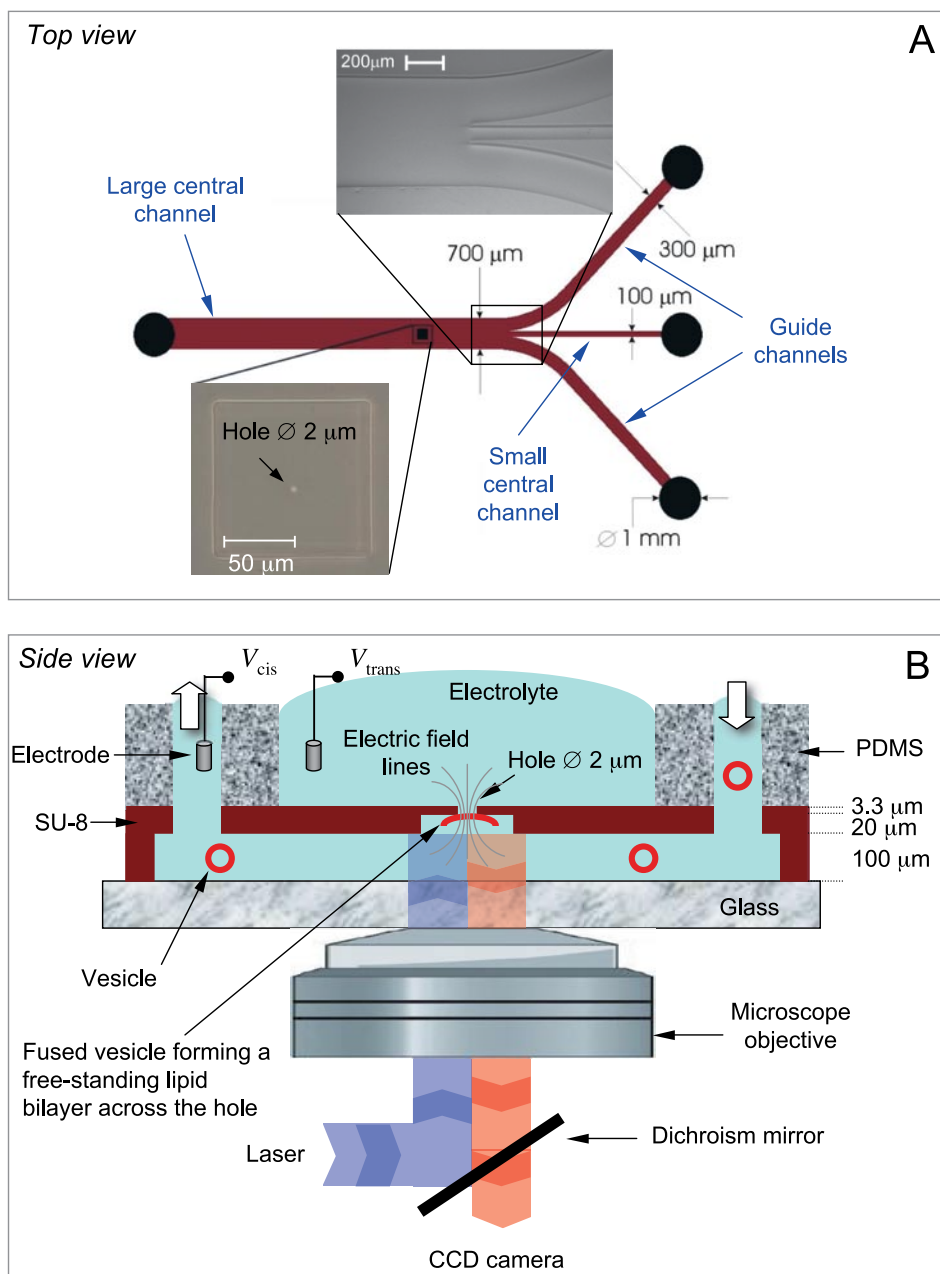 Top view
A
200μm
Large central
channel
700 μm
300 μm
100 μm
Guide
channels
Hole ∅ 2 μm
50 μm
Small
central
channel
∅ 1 mm
Side view
B
Vcis
Vtrans
Electrolyte
Electrode
Electric field
lines
Hole ∅ 2 μm
PDMS
SU-8
3.3 μm
20 μm
100 μm
Glass
Vesicle
Microscope
objective
Fused vesicle forming a
free-standing lipid
bilayer across the hole
Laser
Dichroism mirror
CCD camera